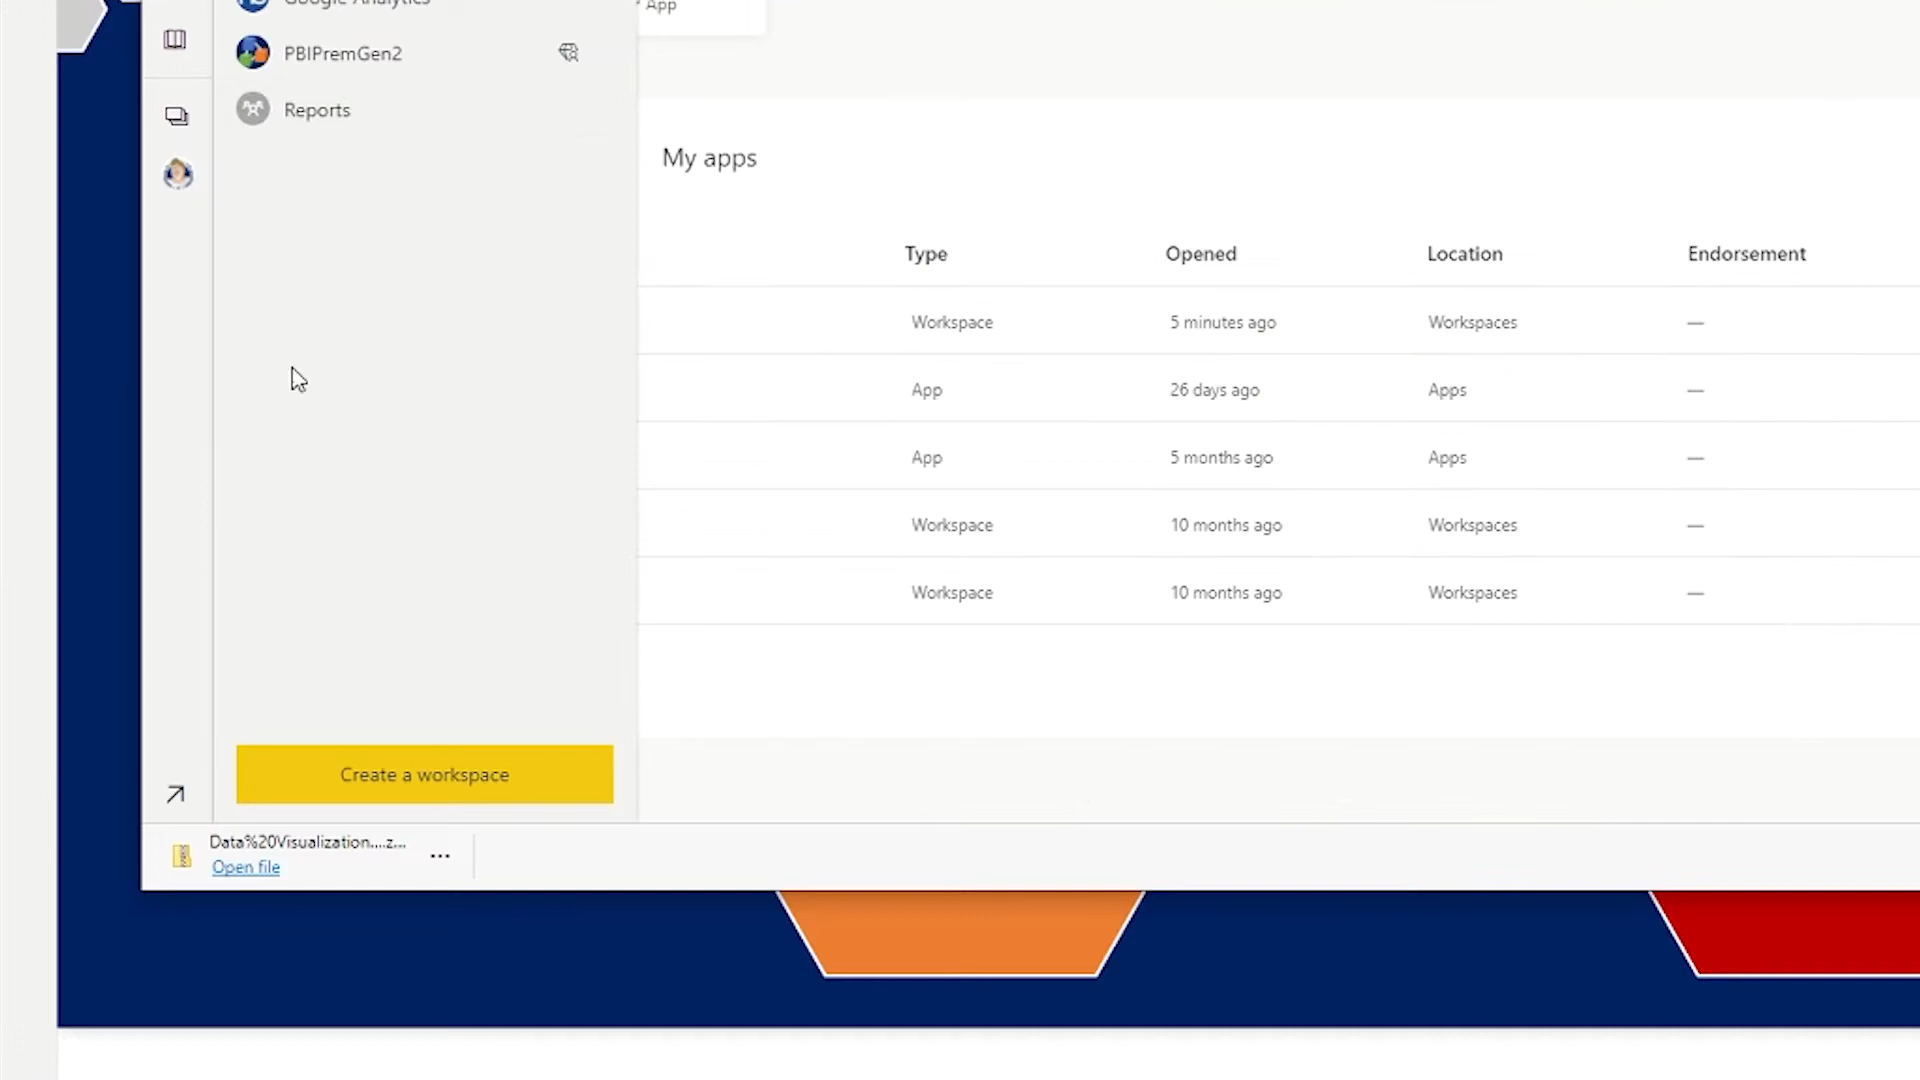 Google Analytics
App
PBIPremGen2
Reports
My apps
Type Opened Location Endorsement
Workspace 5 minutes ago Workspaces —
App 26 days ago Apps —
App 5 months ago Apps —
Workspace 10 months ago Workspaces —
Workspace 10 months ago Workspaces —
Create a workspace
Data%20Visualization....z...
Open file